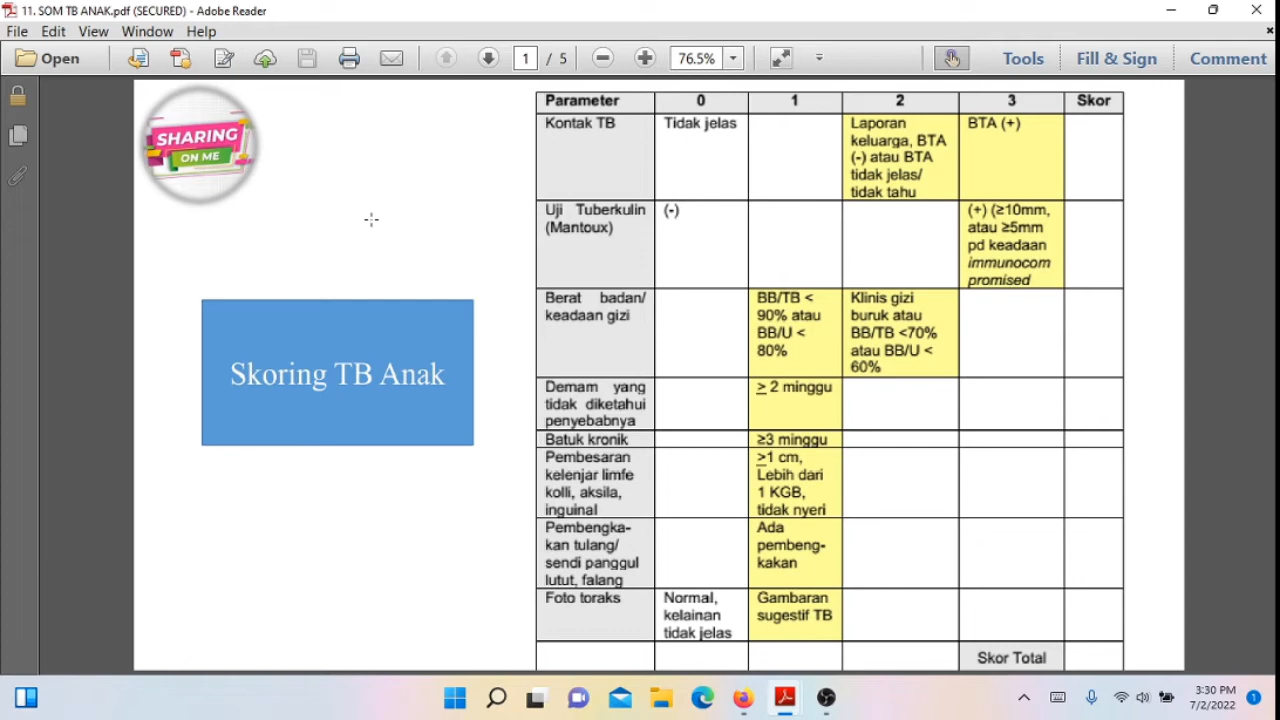 11. SOM TB ANAK.pdf (SECURED) - Adobe Reader
File Edit View Window Help
Open 1 / 5 76.5% Tools Fill & Sign Comment
SHARING
ON ME
Skoring TB Anak
Parameter 0 1 2 3 Skor
Kontak TB Tidak jelas Laporan BTA (+)
keluarga, BTA
(-) atau BTA
tidak jelas/
tidak tahu
Uji Tuberkulin (-) (+) (≥10mm,
(Mantoux) atau ≥5mm
pd keadaan
immunocom
promised
Berat badan/ BB/TB < Klinis gizi
keadaan gizi 90% atau buruk atau
BB/U < BB/TB <70%
80% atau BB/U <
60%
Demam yang ≥ 2 minggu
tidak diketahui
penyebabnya
Batuk kronik ≥3 minggu
Pembesaran ≥1 cm,
kelenjar limfe Lebih dari
kolli, aksila, 1 KGB,
inguinal tidak nyeri
Pembengka- Ada
kan tulang/ pembeng-
sendi panggul kakan
lutut, falang
Foto toraks Normal, Gambaran
kelainan sugestif TB
tidak jelas
Skor Total
3:30 PM
7/2/2022
1